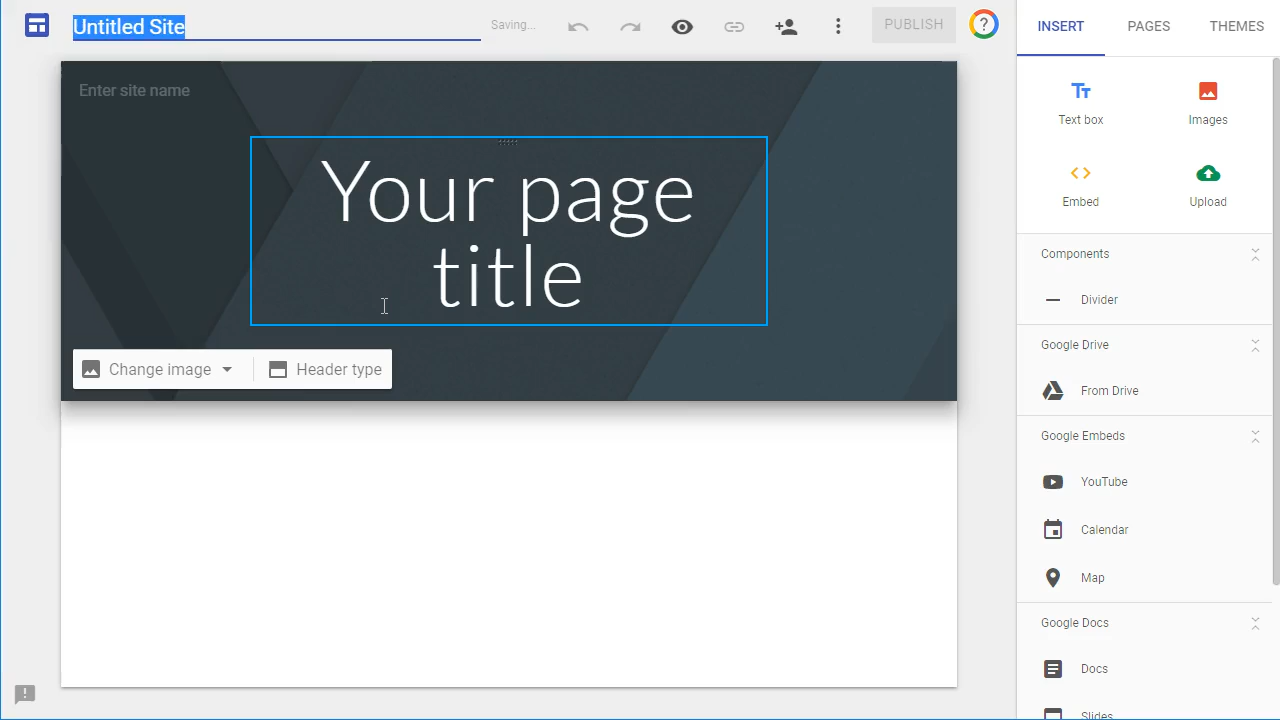 Untitled Site
Saving...
PUBLISH
?
INSERT
PAGES
THEMES
Enter site name
Your page
title
Change image
Header type
Tт
Text box
Images
Embed
Upload
Components
Divider
Google Drive
From Drive
Google Embeds
YouTube
Calendar
Map
Google Docs
Docs
Slides